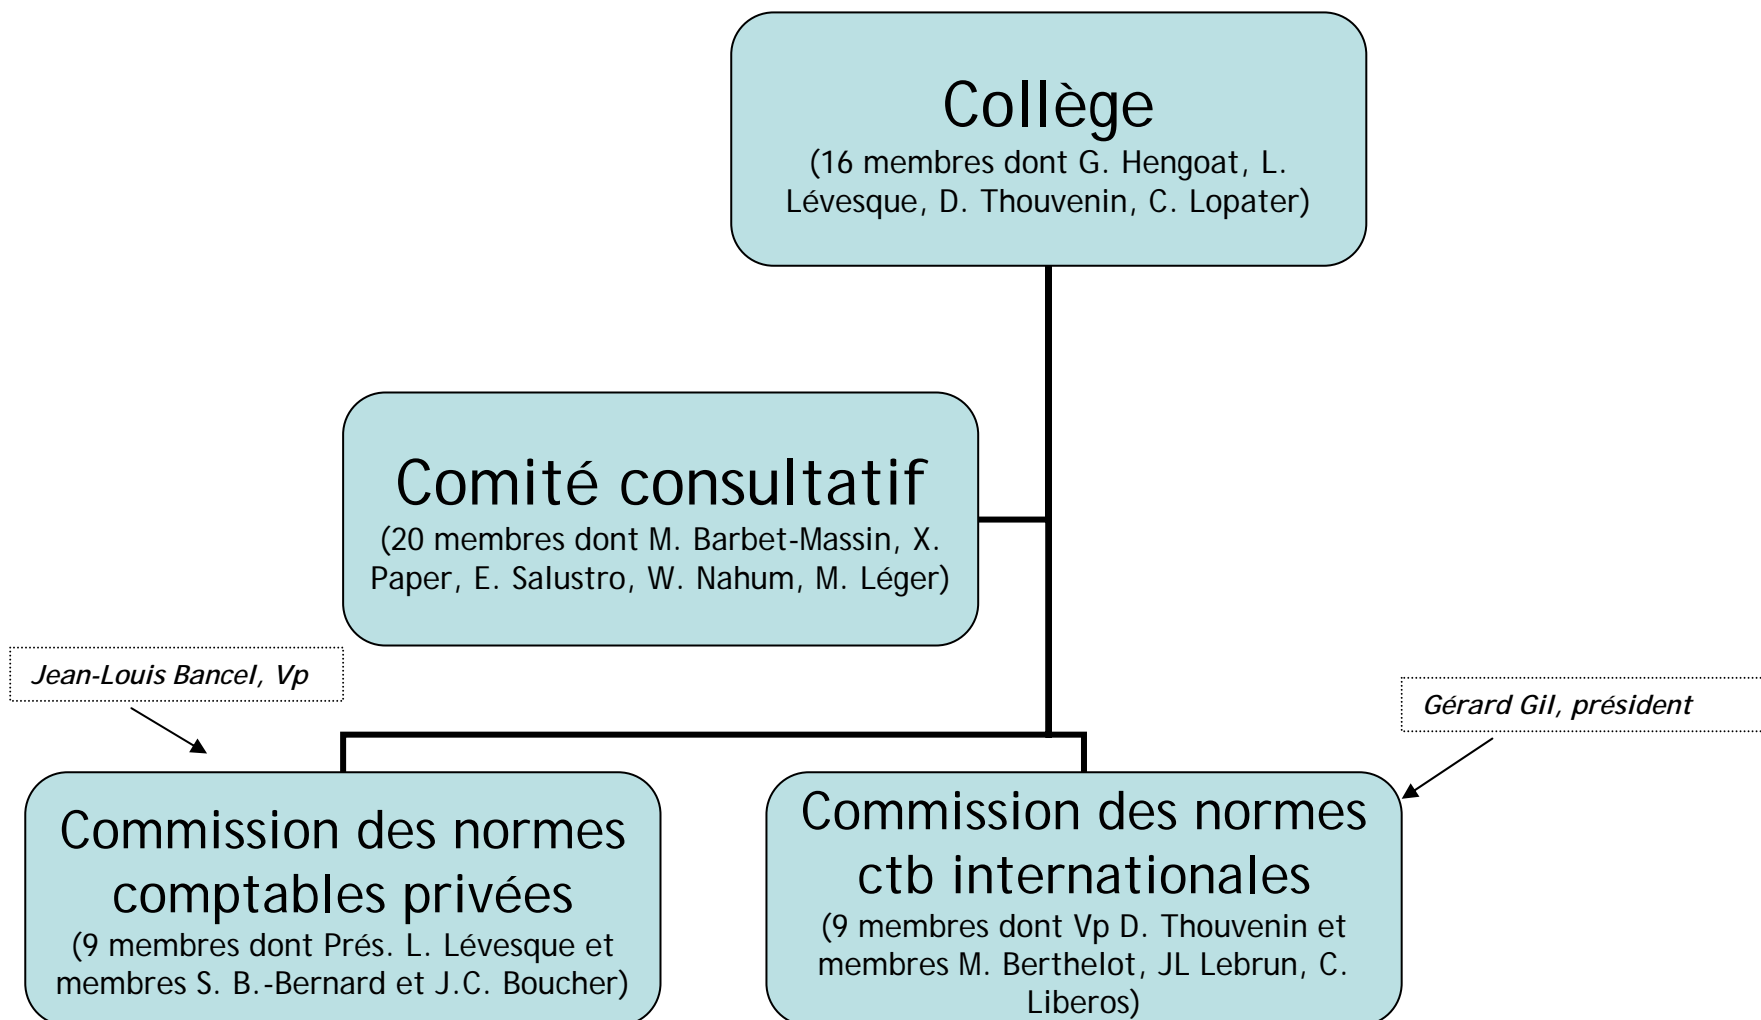 Collège
(16 membres dont G. Hengoat, L.
Lévesque, D. Thouvenin, C. Lopater)
Comité consultatif
(20 membres dont M. Barbet-Massin, X.
Paper, E. Salustro, W. Nahum, M. Léger)
Jean-Louis Bancel, Vp
Gérard Gil, président
Commission des normes
comptables privées
(9 membres dont Prés. L. Lévesque et
membres S. B.-Bernard et J.C. Boucher)
Commission des normes
ctb internationales
(9 membres dont Vp D. Thouvenin et
membres M. Berthelot, JL Lebrun, C.
Liberos)